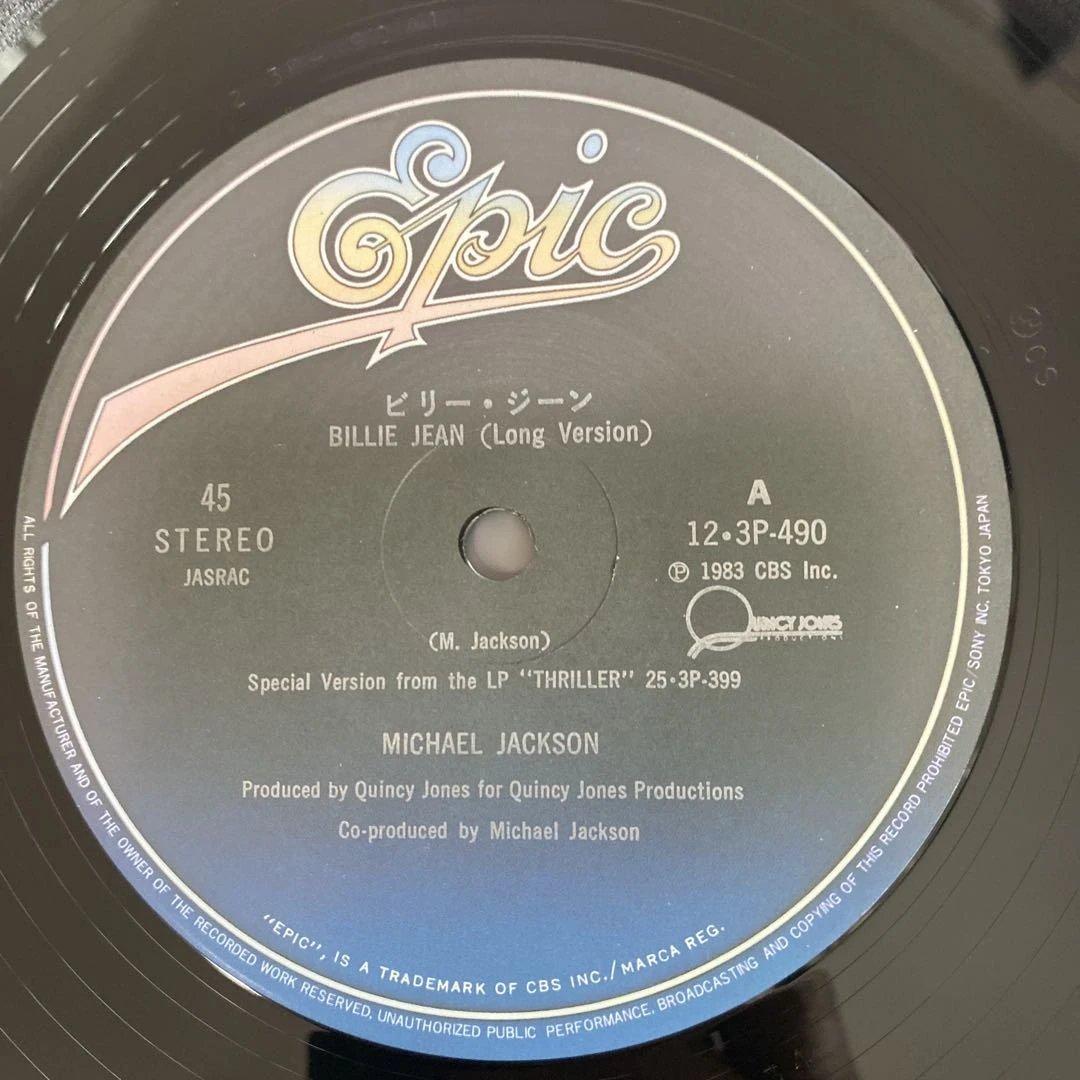 Epic
ビリー・ジーン
BILLIE JEAN (Long Version)
45
STEREO
JASRAC
A
12・3P-490
Ⓟ 1983 CBS Inc.
QUINCY JONES
PRODUCTIONS
(M. Jackson)
Special Version from the LP "THRILLER" 25・3P-399
MICHAEL JACKSON
Produced by Quincy Jones for Quincy Jones Productions
Co-produced by Michael Jackson
"EPIC", IS A TRADEMARK OF CBS INC./MARCA REG.
ALL RIGHTS OF THE MANUFACTURER AND OF THE OWNER OF THE RECORDED WORK RESERVED. UNAUTHORIZED PUBLIC PERFORMANCE, BROADCASTING AND COPYING OF THIS RECORD PROHIBITED EPIC/SONY INC. TOKYO JAPAN